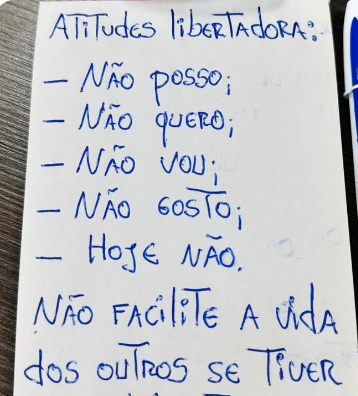 ATITUDES LIBERTADORA:
- NÃO POSSO;
- NÃO QUERO;
- NÃO VOU;
- NÃO GOSTO;
- HOJE NÃO.
NÃO FACILITE A VIDA
DOS OUTROS SE TIVER